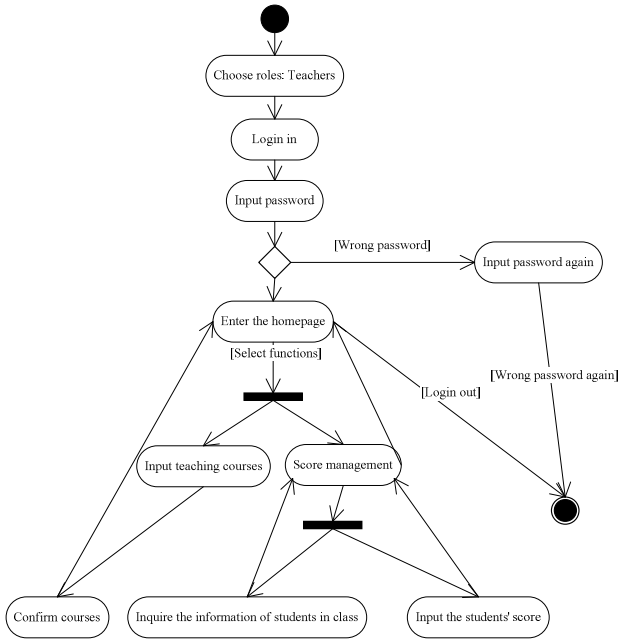 Choose roles: Teachers
Login in
Input password
[Wrong password]
Input password again
Enter the homepage
[Select functions]
[Wrong password again]
[Login out]
Input teaching courses
Score management
Confirm courses
Inquire the information of students in class
Input the students' score